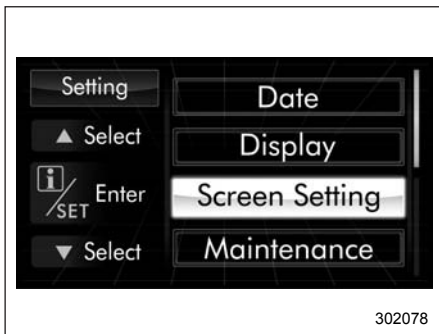 Setting
▲ Select
i/SET Enter
▼ Select
Date
Display
Screen Setting
Maintenance
302078